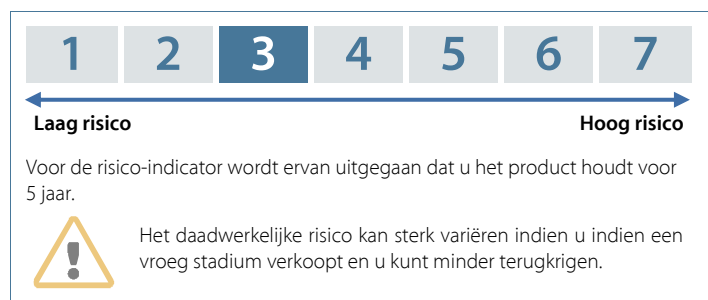 1 2 3 4 5 6 7
Laag risico Hoog risico
Voor de risico-indicator wordt ervan uitgegaan dat u het product houdt voor
5 jaar.
Het daadwerkelijke risico kan sterk variëren indien u indien een
vroeg stadium verkoopt en u kunt minder terugkrigen.